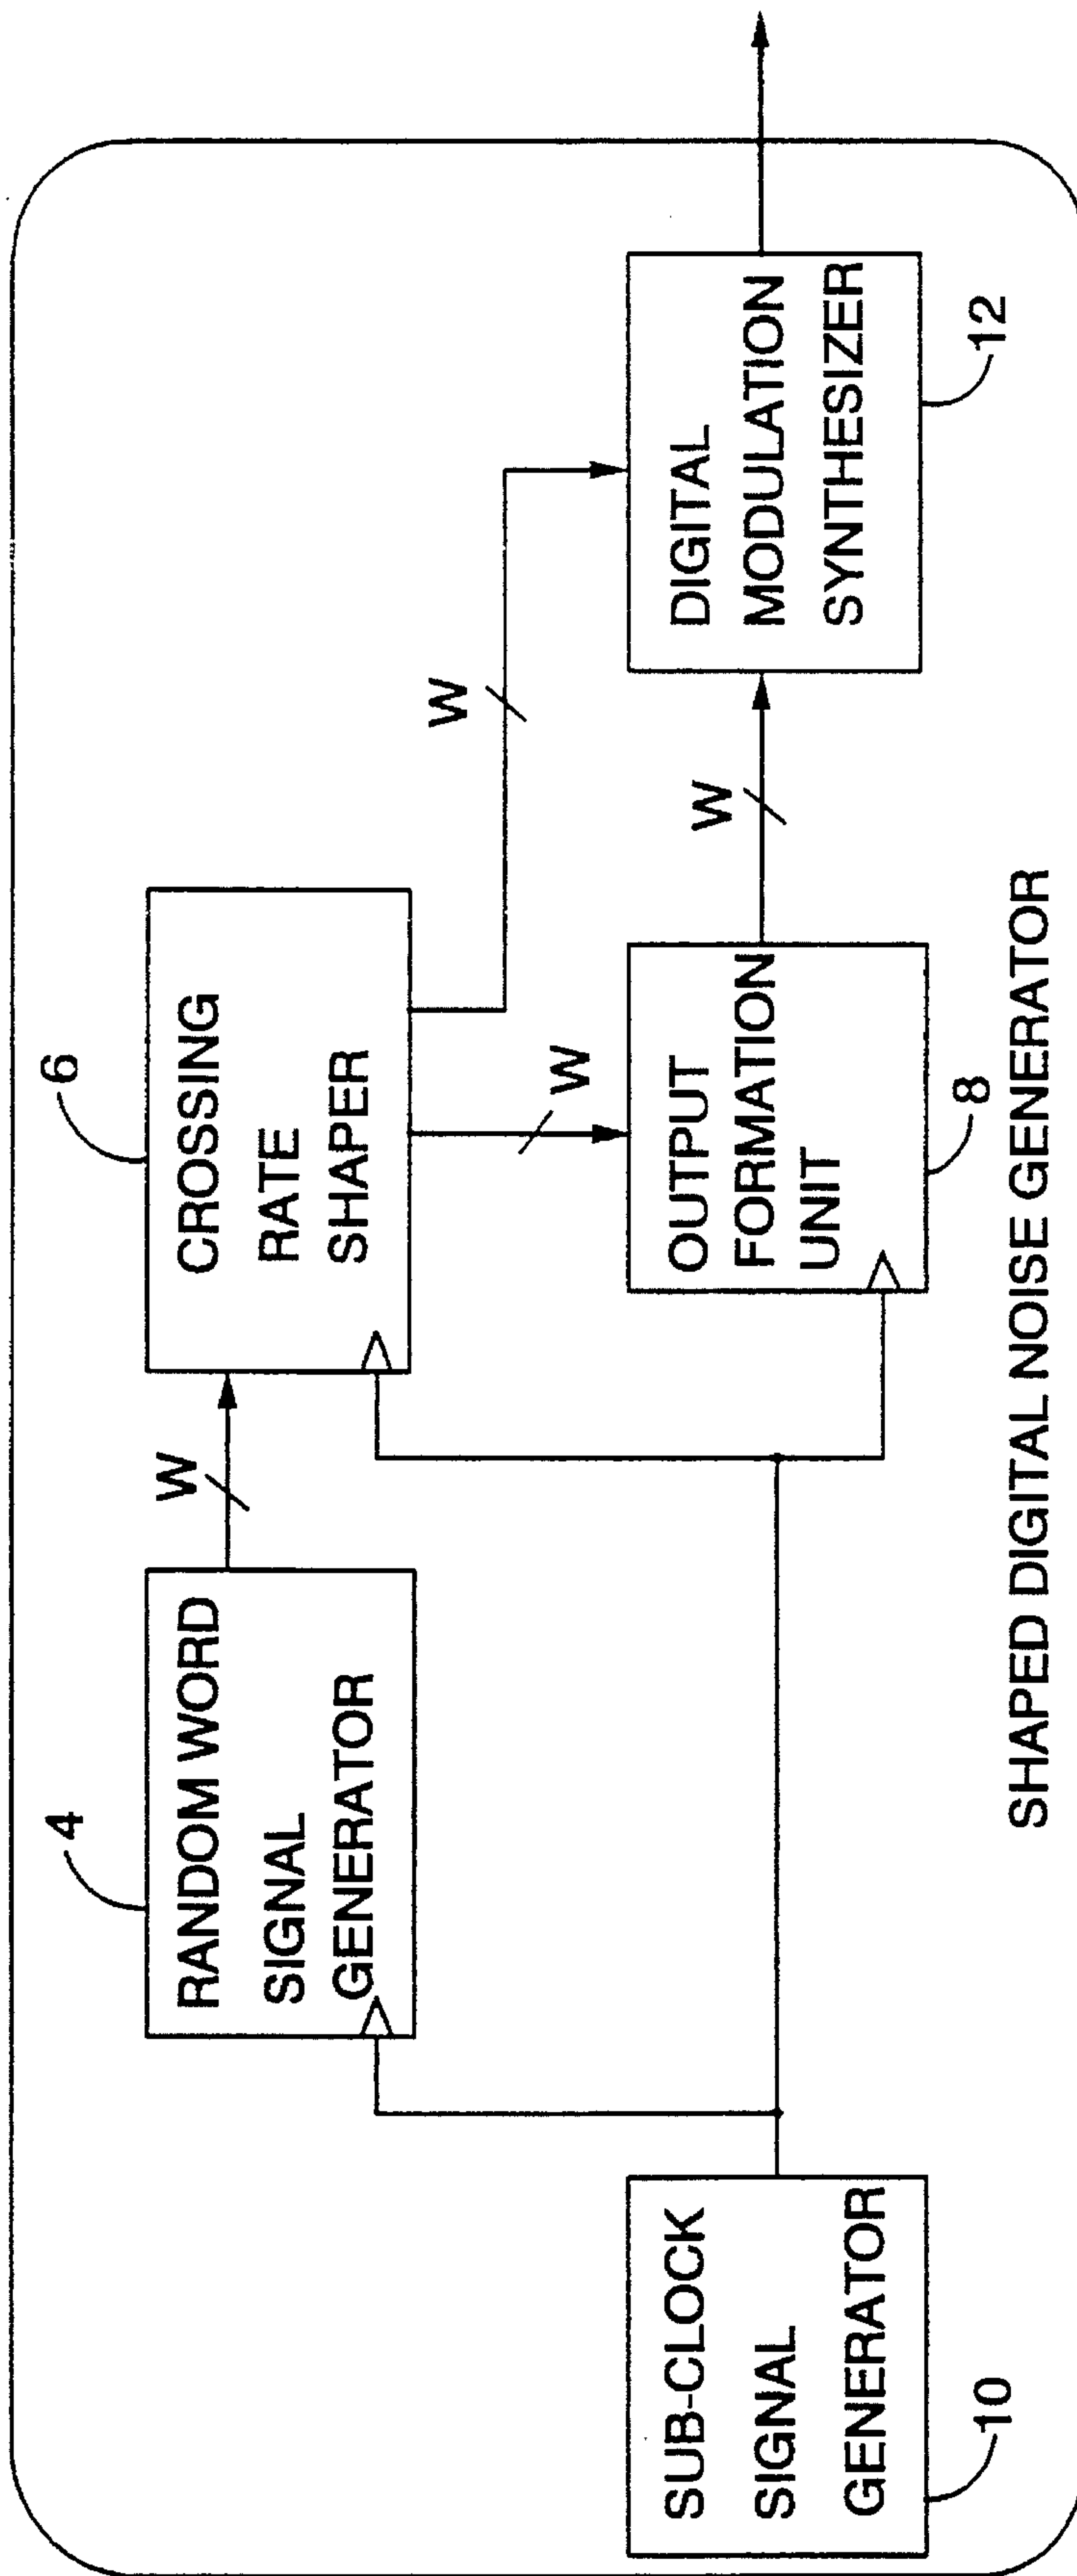 4
RANDOM WORD
SIGNAL
GENERATOR
W
6
CROSSING
RATE
SHAPER
W
W
SUB-CLOCK
SIGNAL
GENERATOR
10
OUTPUT
FORMATION
UNIT
8
W
DIGITAL
MODULATION
SYNTHESIZER
12
SHAPED DIGITAL NOISE GENERATOR